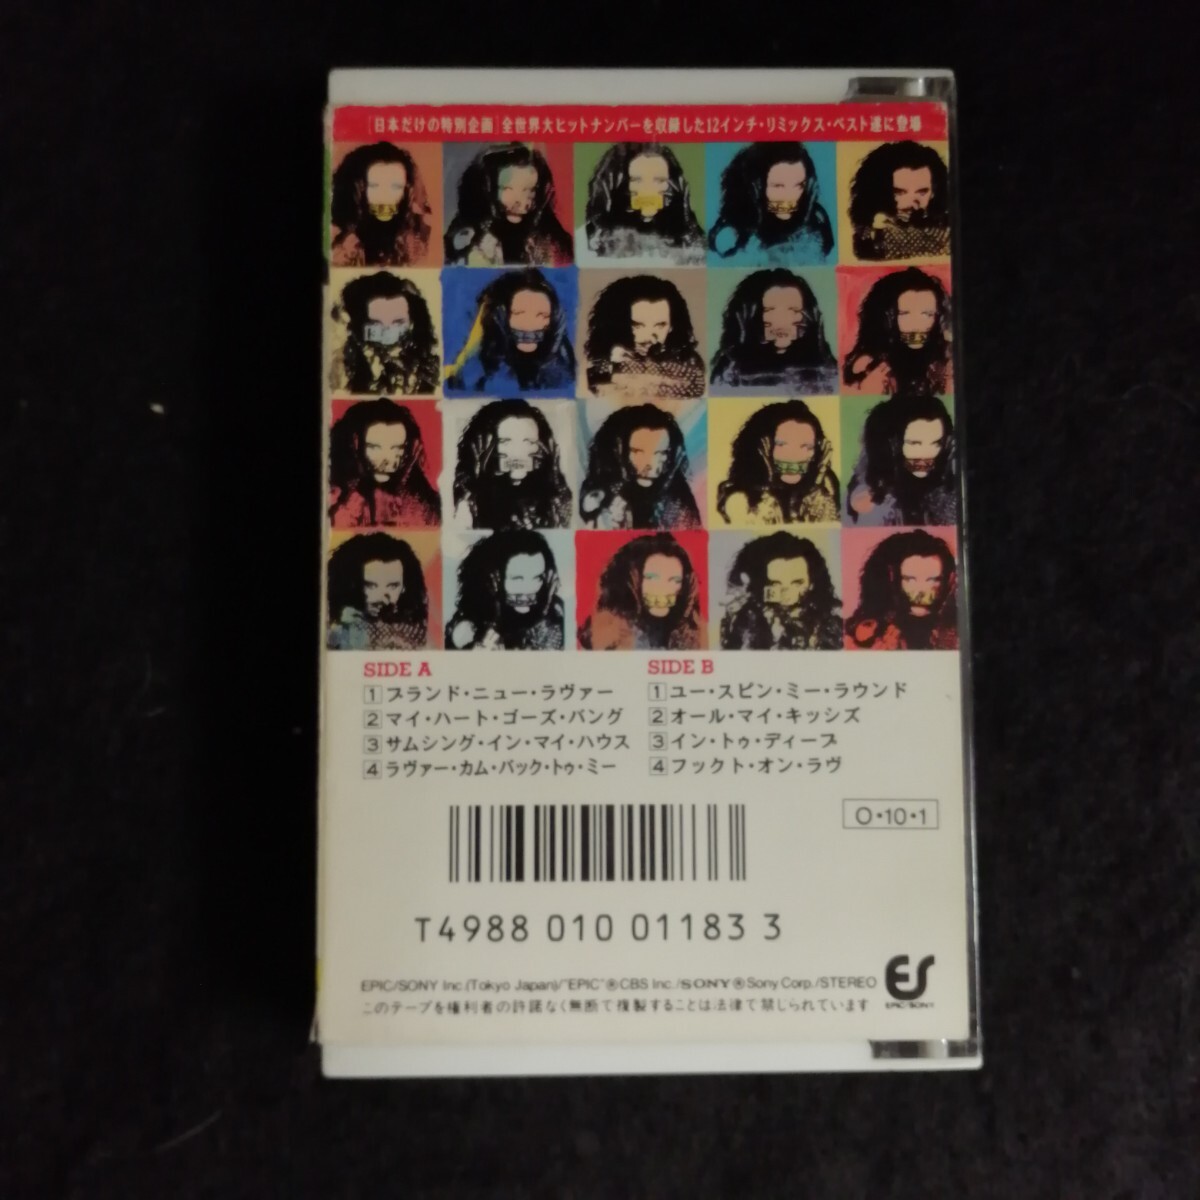 [日本だけの特別企画] 全世界大ヒットナンバーを収録した12インチ・リミックス・ベスト遂に登場
SIDE A
1 ブランド・ニュー・ラヴァー
2 マイ・ハート・ゴーズ・バング
3 サムシング・イン・マイ・ハウス
4 ラヴァー・カム・バック・トゥ・ミー
SIDE B
1 ユー・スピン・ミー・ラウンド
2 オール・マイ・キッシズ
3 イン・トゥ・ディープ
4 フックト・オン・ラヴ
O・10・1
T4988 010 01183 3
EPIC/SONY Inc.(Tokyo Japan)/"EPIC"®CBS Inc./SONY®Sony Corp./STEREO
このテープを権利者の許諾なく無断で複製することは法律で禁じられています
ES
EPIC/SONY